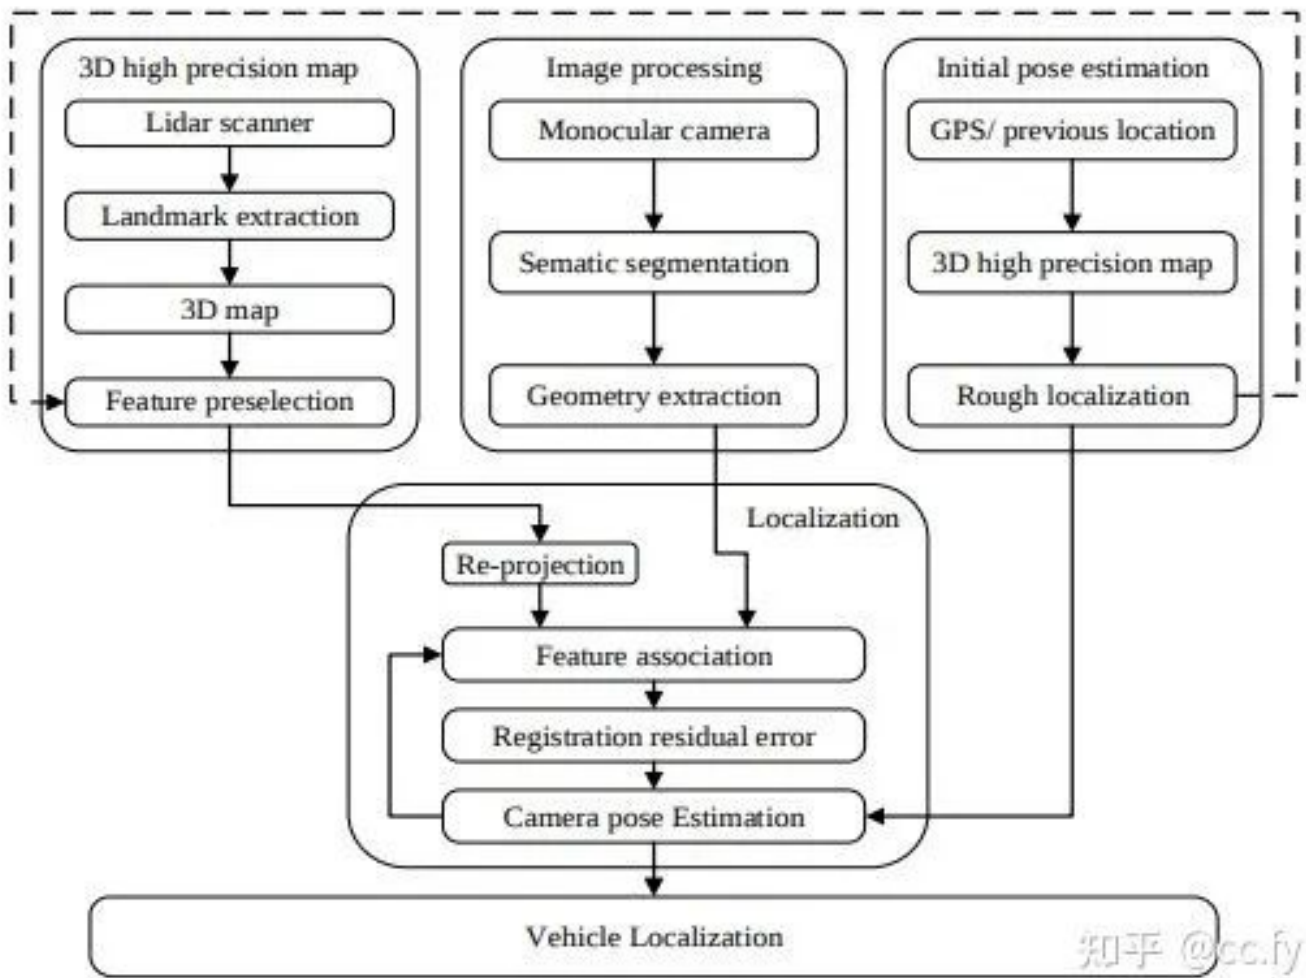 3D high precision map
Lidar scanner
Landmark extraction
3D map
Feature preselection
Image processing
Monocular camera
Sematic segmentation
Geometry extraction
Initial pose estimation
GPS/ previous location
3D high precision map
Rough localization
Localization
Re-projection
Feature association
Registration residual error
Camera pose Estimation
Vehicle Localization
知乎 @cc.fy